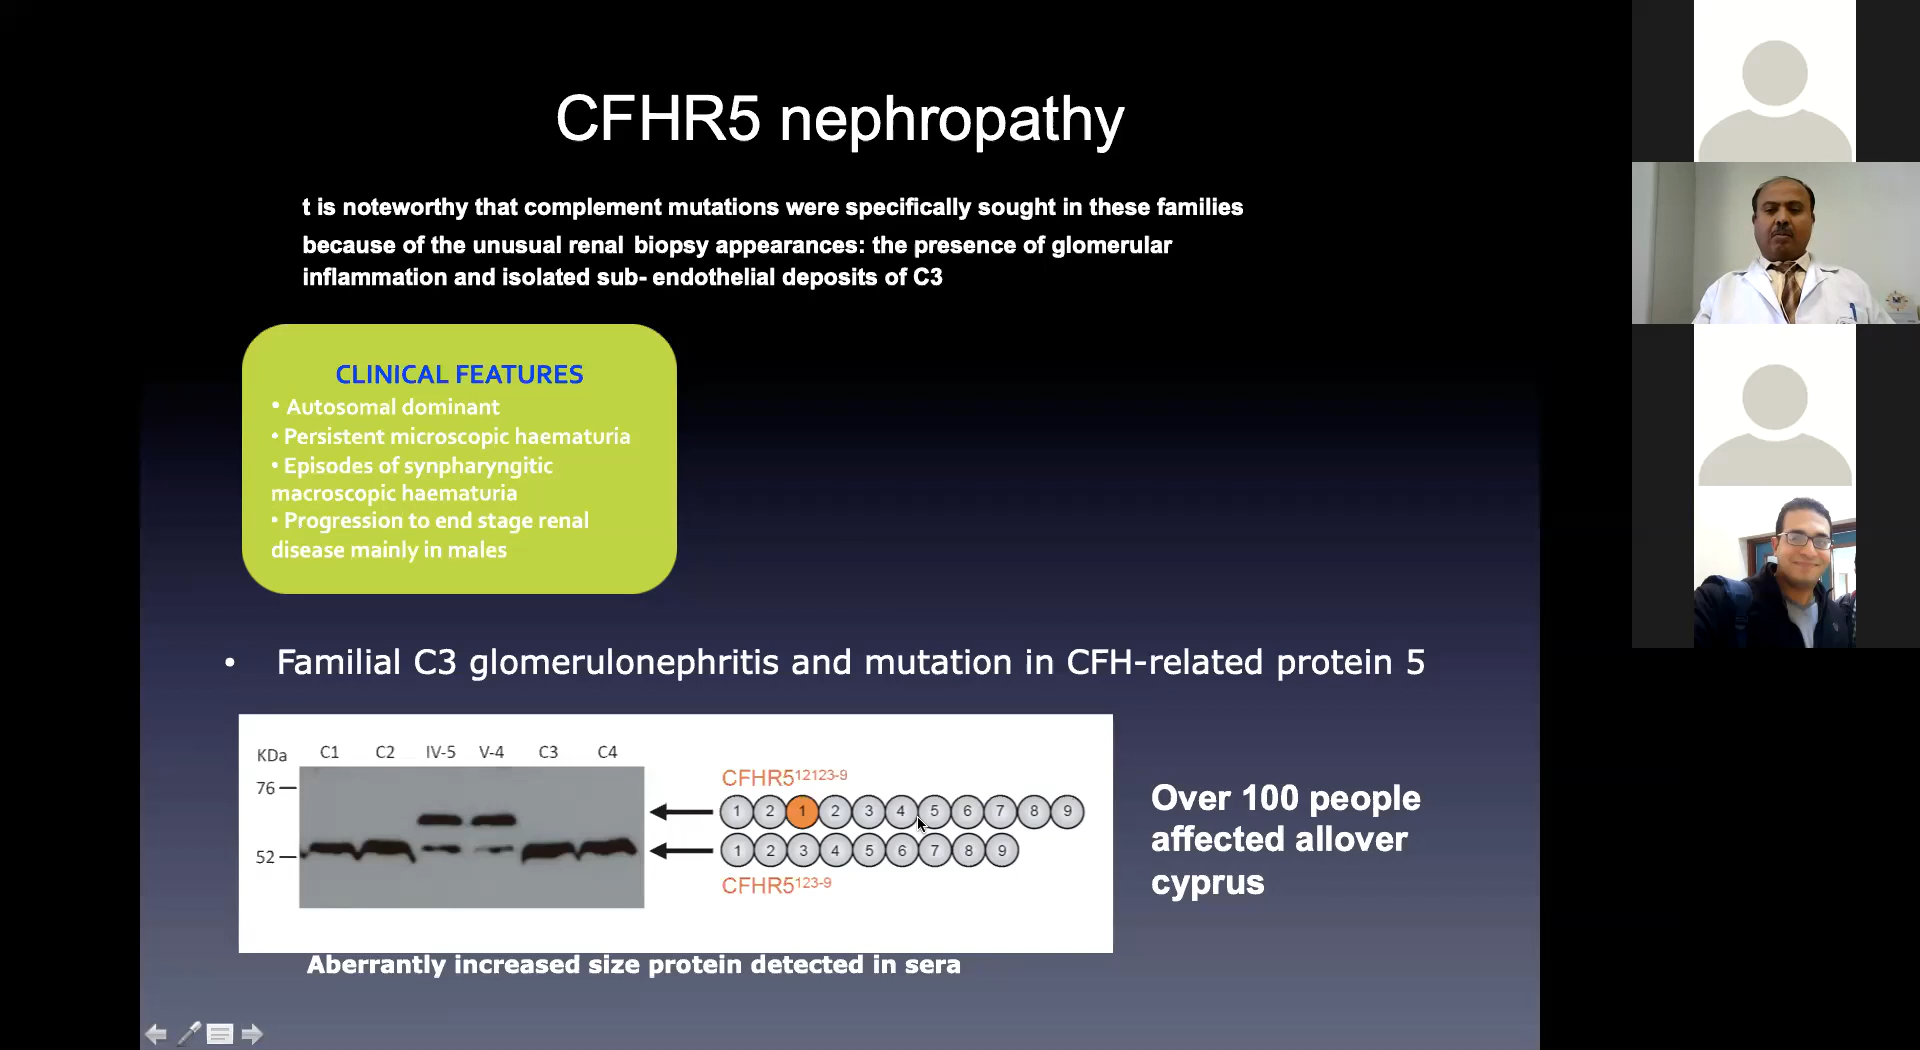 CFHR5 nephropathy
t is noteworthy that complement mutations were specifically sought in these families
because of the unusual renal biopsy appearances: the presence of glomerular
inflammation and isolated sub- endothelial deposits of C3
CLINICAL FEATURES
• Autosomal dominant
• Persistent microscopic haematuria
• Episodes of synpharyngitic
macroscopic haematuria
• Progression to end stage renal
disease mainly in males
• Familial C3 glomerulonephritis and mutation in CFH-related protein 5
KDa C1 C2 IV-5 V-4 C3 C4
76
52
CFHR5 12123-9
1 2 1 2 3 4 5 6 7 8 9
1 2 3 4 5 6 7 8 9
CFHR5 123-9
Over 100 people
affected allover
cyprus
Aberrantly increased size protein detected in sera